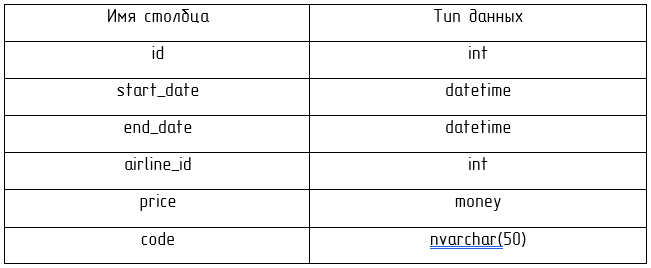 Имя столбца Тип данных
id int
start_date datetime
end_date datetime
airline_id int
price money
code nvarchar(50)